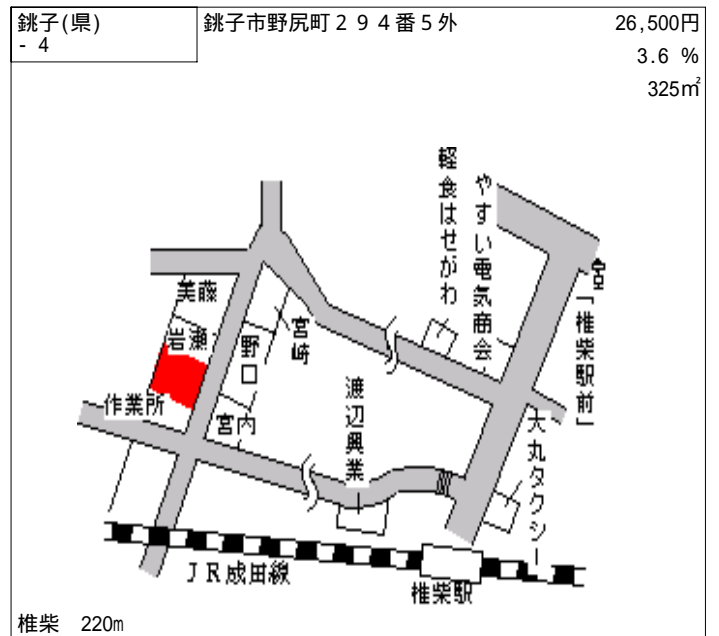 銚子(県)
- 4
銚子市野尻町２９４番５外
26,500円
3.6 %
325㎡
軽食はせがわ
やすい電気商会
「椎柴駅前」
美藤
岩瀬
宮崎
野口
作業所
宮内
渡辺興業
大丸タクシー
ＪＲ成田線
椎柴駅
椎柴　220m